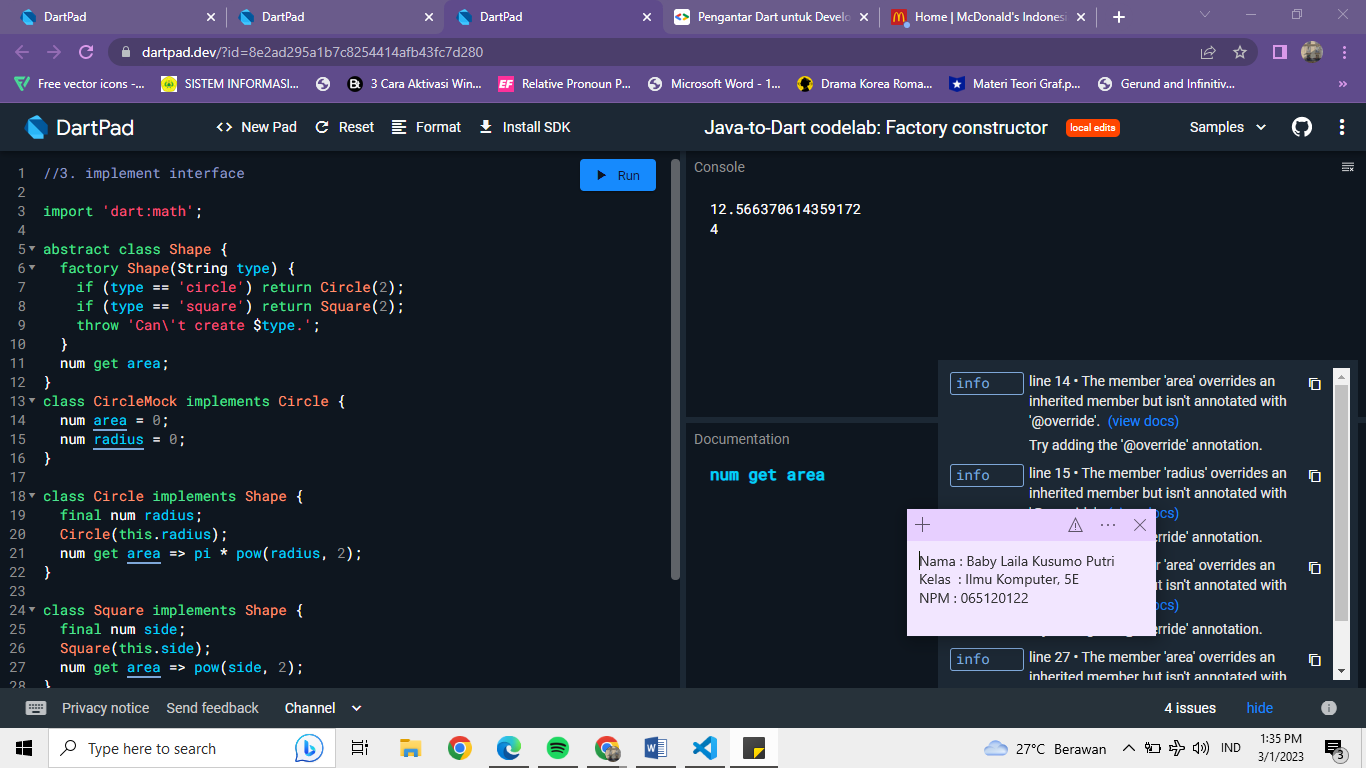 DartPad
DartPad
DartPad
Pengantar Dart untuk Develo
Home | McDonald's Indonesi
dartpad.dev/?id=8e2ad295a1b7c8254414afb43fc7d280
Free vector icons -...
SISTEM INFORMASI...
3 Cara Aktivasi Win...
EF Relative Pronoun P...
Microsoft Word - 1...
Drama Korea Roma...
Materi Teori Graf.p...
Gerund and Infinitiv...
»
DartPad
<> New Pad
Reset
Format
Install SDK
Java-to-Dart codelab: Factory constructor
local edits
Samples
1 //3. implement interface
2
3 import 'dart:math';
4
5 abstract class Shape {
6 factory Shape(String type) {
7 if (type == 'circle') return Circle(2);
8 if (type == 'square') return Square(2);
9 throw 'Can\'t create $type.';
10 }
11 num get area;
12 }
13 class CircleMock implements Circle {
14 num area = 0;
15 num radius = 0;
16 }
17
18 class Circle implements Shape {
19 final num radius;
20 Circle(this.radius);
21 num get area => pi * pow(radius, 2);
22 }
23
24 class Square implements Shape {
25 final num side;
26 Square(this.side);
27 num get area => pow(side, 2);
28 }
Run
Console
12.566370614359172
4
Documentation
num get area
info
line 14 • The member 'area' overrides an
inherited member but isn't annotated with
'@override'. (view docs)
Try adding the '@override' annotation.
info
line 15 • The member 'radius' overrides an
inherited member but isn't annotated with
docs)
override' annotation.
'area' overrides an
isn't annotated with
docs)
override' annotation.
info
line 27 • The member 'area' overrides an
inherited member but isn't annotated with
Nama : Baby Laila Kusumo Putri
Kelas : Ilmu Komputer, 5E
NPM : 065120122
Privacy notice
Send feedback
Channel
4 issues
hide
Type here to search
27°C Berawan
IND
1:35 PM
3/1/2023
3